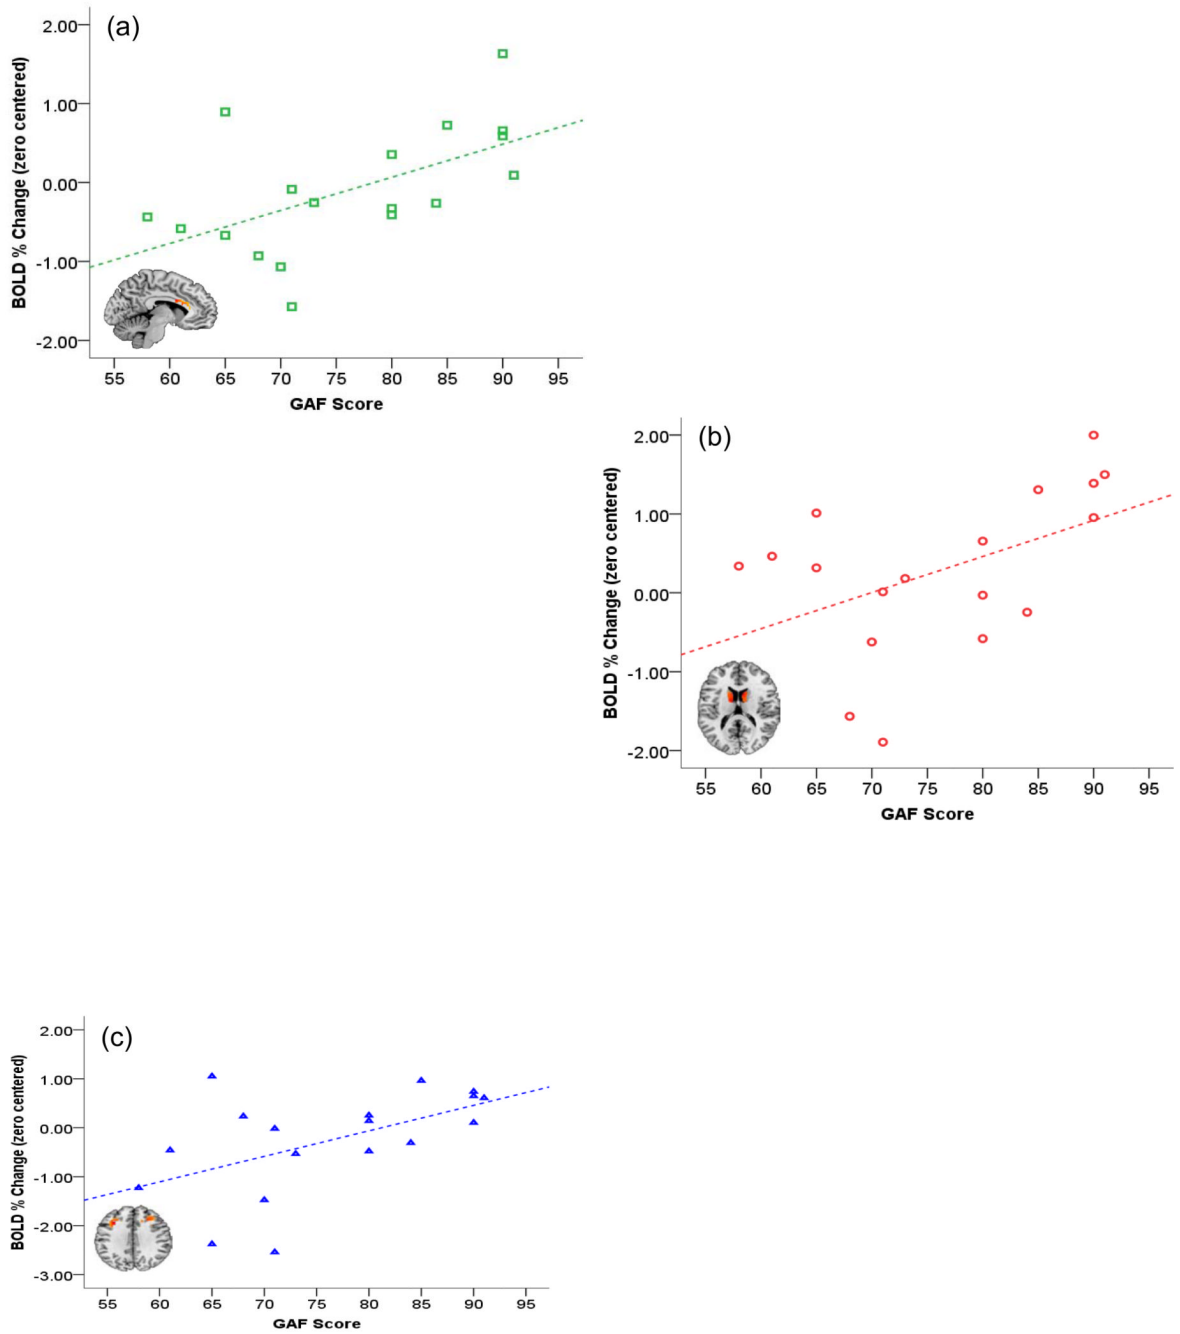 (a)
BOLD % Change (zero centered)
2.00
1.00
0.00
-1.00
-2.00
55 60 65 70 75 80 85 90 95
GAF Score
(b)
BOLD % Change (zero centered)
2.00
1.00
0.00
-1.00
-2.00
55 60 65 70 75 80 85 90 95
GAF Score
(c)
BOLD % Change (zero centered)
2.00
1.00
0.00
-1.00
-2.00
-3.00
55 60 65 70 75 80 85 90 95
GAF Score